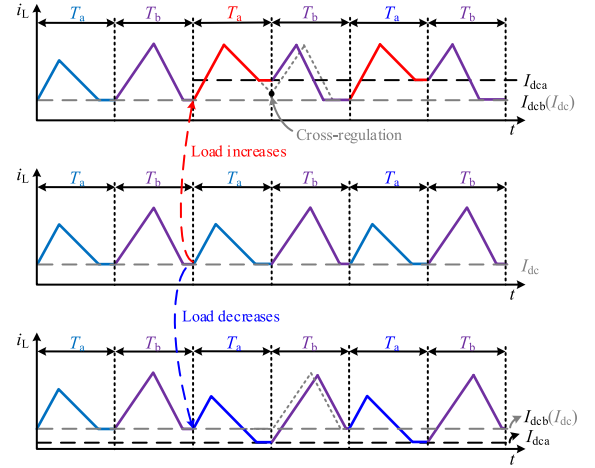 iL
Ta Tb Ta Tb Ta Tb
Idca
Idcb(Idc)
t
Cross-regulation
Load increases
iL
Ta Tb Ta Tb Ta Tb
Idc
t
Load decreases
iL
Ta Tb Ta Tb Ta Tb
Idcb(Idc)
Idca
t